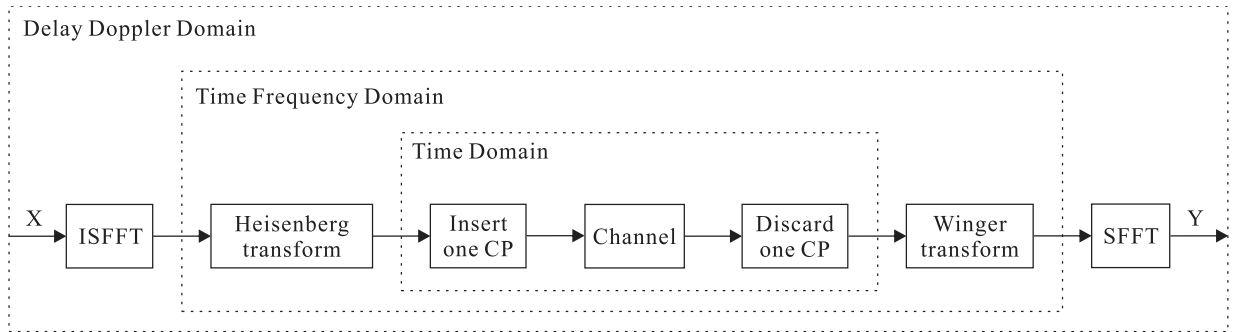 Delay Doppler Domain
Time Frequency Domain
Time Domain
X
ISFFT
Heisenberg
transform
Insert
one CP
Channel
Discard
one CP
Winger
transform
SFFT
Y